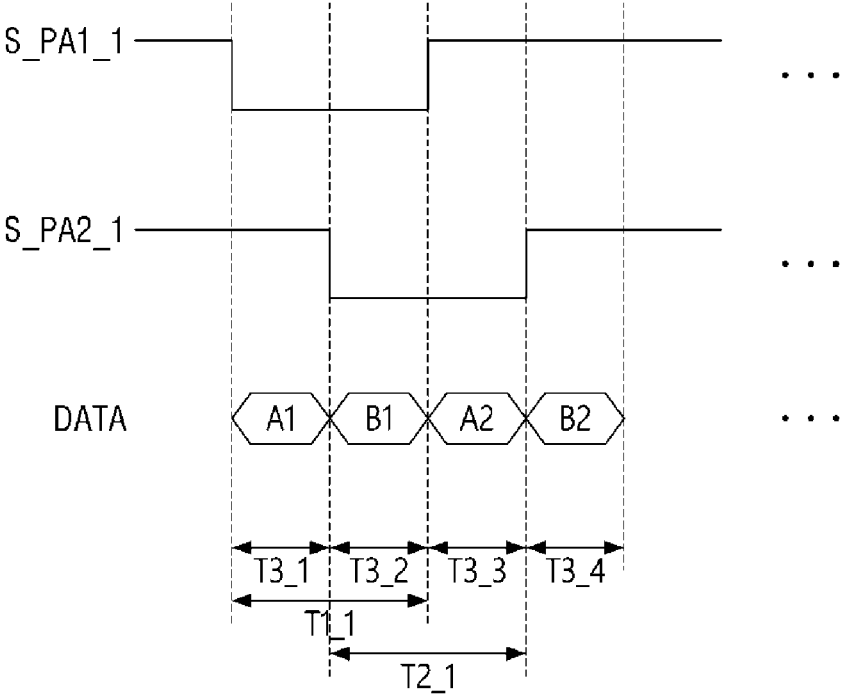 S_PA1_1
. . .
S_PA2_1
. . .
DATA A1 B1 A2 B2 . . .
T3_1 T3_2 T3_3 T3_4
T1_1
T2_1